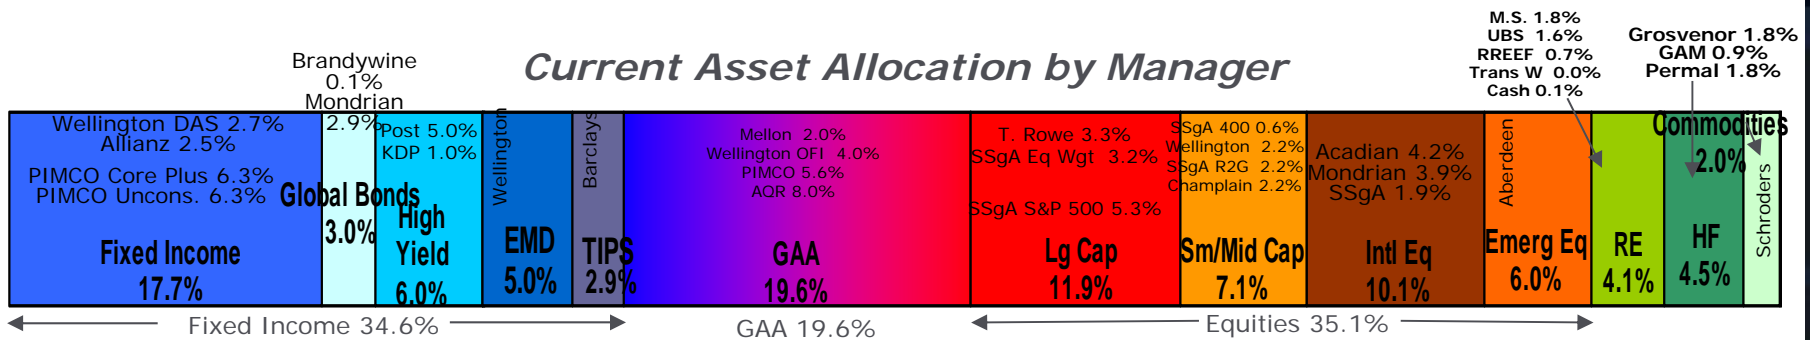 Current Asset Allocation by Manager
Wellington DAS 2.7%
Allianz 2.5%
PIMCO Core Plus 6.3%
PIMCO Uncons. 6.3%
Fixed Income
17.7%
Brandywine
0.1%
Mondrian
2.9%
Global Bonds
3.0%
Post 5.0%
KDP 1.0%
High
Yield
6.0%
Wellington
EMD
5.0%
Barclays
TIPS
2.9%
Mellon 2.0%
Wellington OFI 4.0%
PIMCO 5.6%
AQR 8.0%
GAA
19.6%
T. Rowe 3.3%
SSgA Eq Wgt 3.2%
SSgA S&P 500 5.3%
Lg Cap
11.9%
SSgA 400 0.6%
Wellington 2.2%
SSgA R2G 2.2%
Champlain 2.2%
Sm/Mid Cap
7.1%
Acadian 4.2%
Mondrian 3.9%
SSgA 1.9%
Intl Eq
10.1%
Aberdeen
Emerg Eq
6.0%
M.S. 1.8%
UBS 1.6%
RREEF 0.7%
Trans W 0.0%
Cash 0.1%
RE
4.1%
Grosvenor 1.8%
GAM 0.9%
Permal 1.8%
HF
4.5%
Commodities
2.0%
Schroders
Fixed Income 34.6%
GAA 19.6%
Equities 35.1%